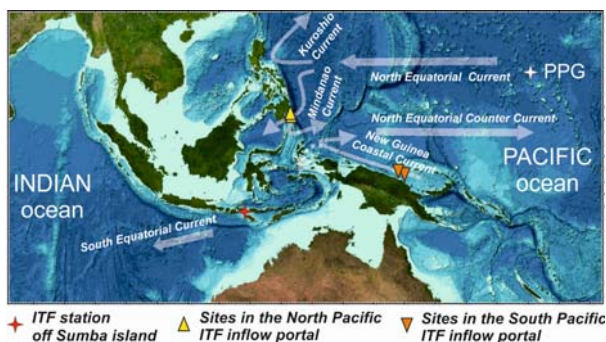 Kuroshio
Current
North Equatorial Current
PPG
Mindanao
Current
North Equatorial Counter Current
New Guinea
Coastal Current
PACIFIC
ocean
INDIAN
ocean
South Equatorial Current
ITF station
off Sumba island
Sites in the North Pacific
ITF inflow portal
Sites in the South Pacific
ITF inflow portal